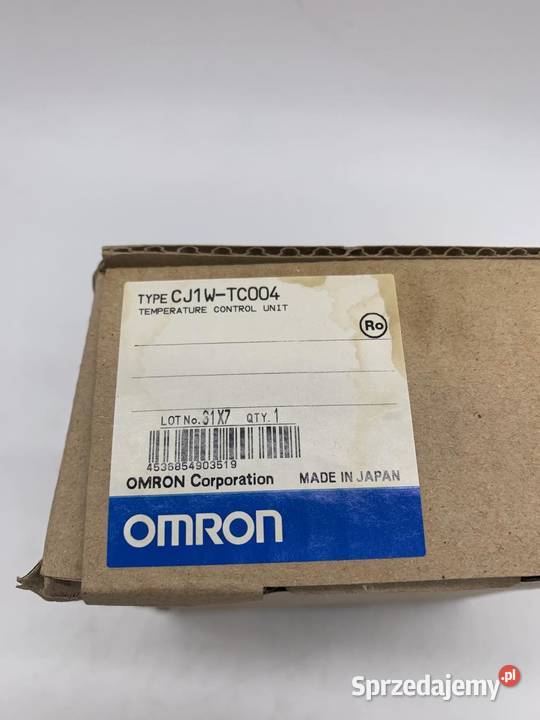 TYPE CJ1W-TC004
TEMPERATURE CONTROL UNIT
Ro
LOT No. 31X7 QTY. 1
4536854903519
OMRON Corporation MADE IN JAPAN
OMRON
Sprzedajemy.pl